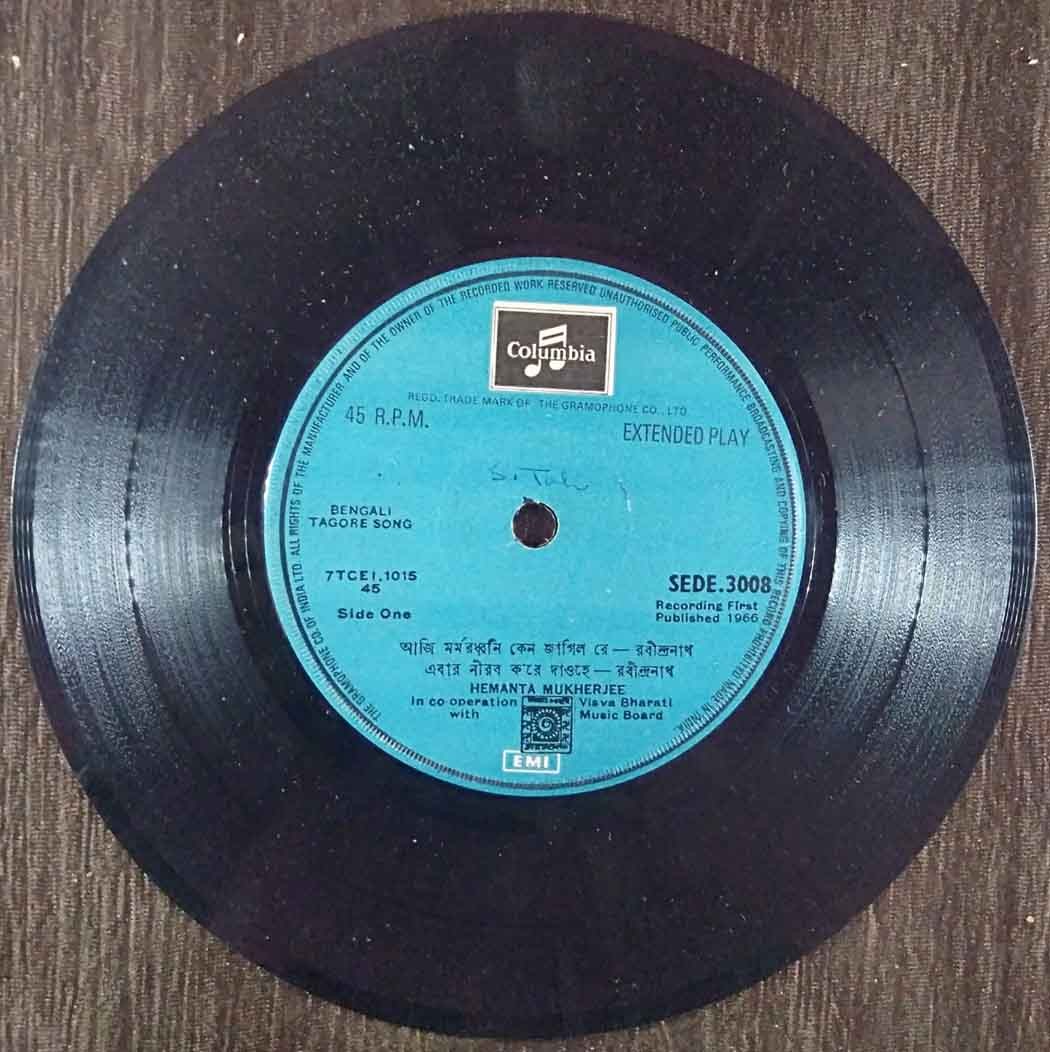 THE GRAMOPHONE CO. OF INDIA LTD. ALL RIGHTS OF THE MANUFACTURER AND OF THE OWNER OF THE RECORDED WORK RESERVED UNAUTHORISED PUBLIC PERFORMANCE BROADCASTING AND COPYING OF THIS RECORD PROHIBITED MADE IN INDIA.
Columbia
REGD. TRADE MARK OF THE GRAMOPHONE CO., LTD
45 R.P.M.
EXTENDED PLAY
BENGALI
TAGORE SONG
7TCEI.1015
45
Side One
SEDE.3008
Recording First
Published 1966
আজি মর্মরধ্বনি কেন জাগিল রে — রবীন্দ্রনাথ
এবার নীরব ক'রে দাওহে — রবীন্দ্রনাথ
HEMANTA MUKHERJEE
In co-operation with
Visva Bharati Music Board
EMI